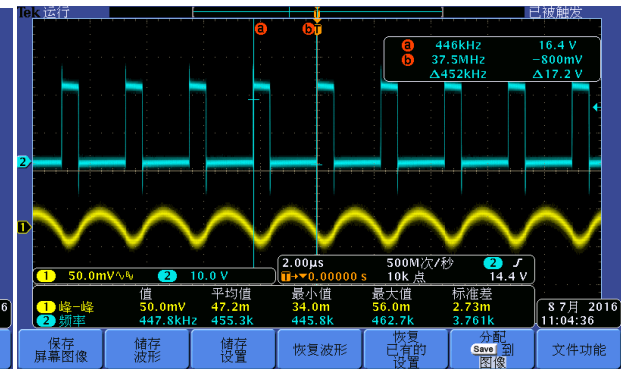 Tek 运行
已被触发
T
a
b T
a 446kHz 16.4 V
b 37.5MHz −800mV
Δ452kHz Δ17.2 V
2
1
1 50.0mV 2 10.0 V
2.00µs 500M次/秒 2
T→▼0.00000 s 10k 点 14.4 V
值 平均值 最小值 最大值 标准差
1 峰−峰 50.0mV 47.2m 34.0m 56.0m 2.73m
2 频率 447.8kHz 455.3k 445.8k 462.7k 3.761k
6
8 7月 2016
11:04:36
保存
屏幕图像
储存
波形
储存
设置
恢复波形
恢复
已有的
设置
分配
Save 到
图像
文件功能